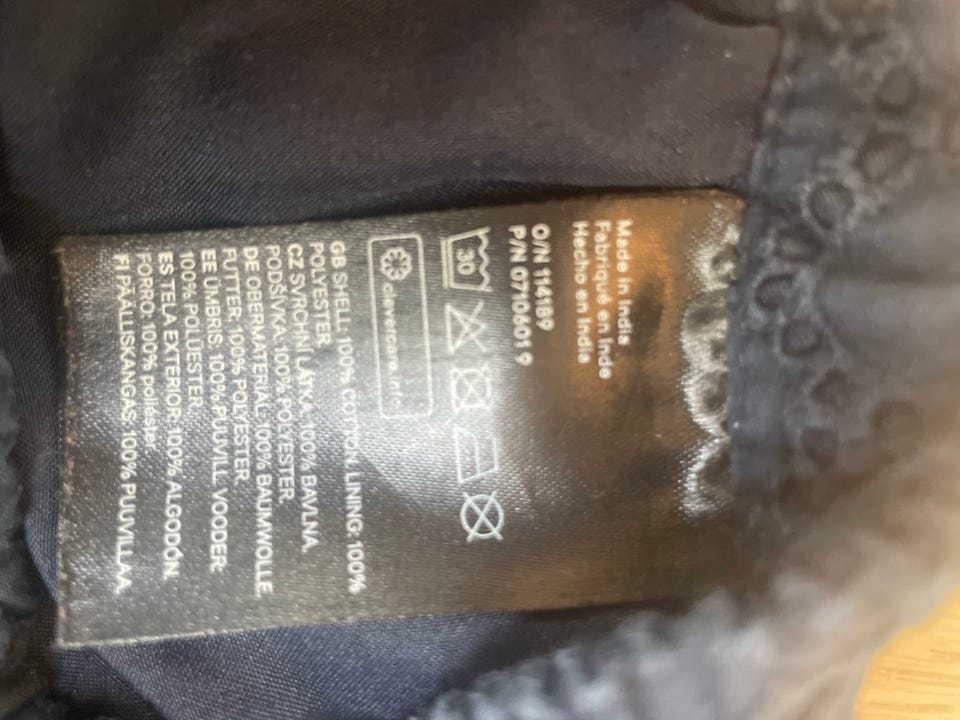 Made in India
Fabriqué en Inde
Hecho en India
O/N 114189
P/N 07106019
30
clevercare.info
GB SHELL: 100% COTTON LINING: 100%
POLYESTER
CZ SVRCHNÍ LÁTKA: 100% BAVLNA
PODŠÍVKA: 100% POLYESTER
DE OBERMATERIAL: 100% BAUMWOLLE
FUTTER: 100% POLYESTER
EE ÜMBRIS: 100% PUUVILL VOODER:
100% POLÜESTER
ES TELA EXTERIOR: 100% ALGODÓN
FORRO: 100% poliéster
FI PÄÄLLISKANGAS: 100% PUUVILLAA